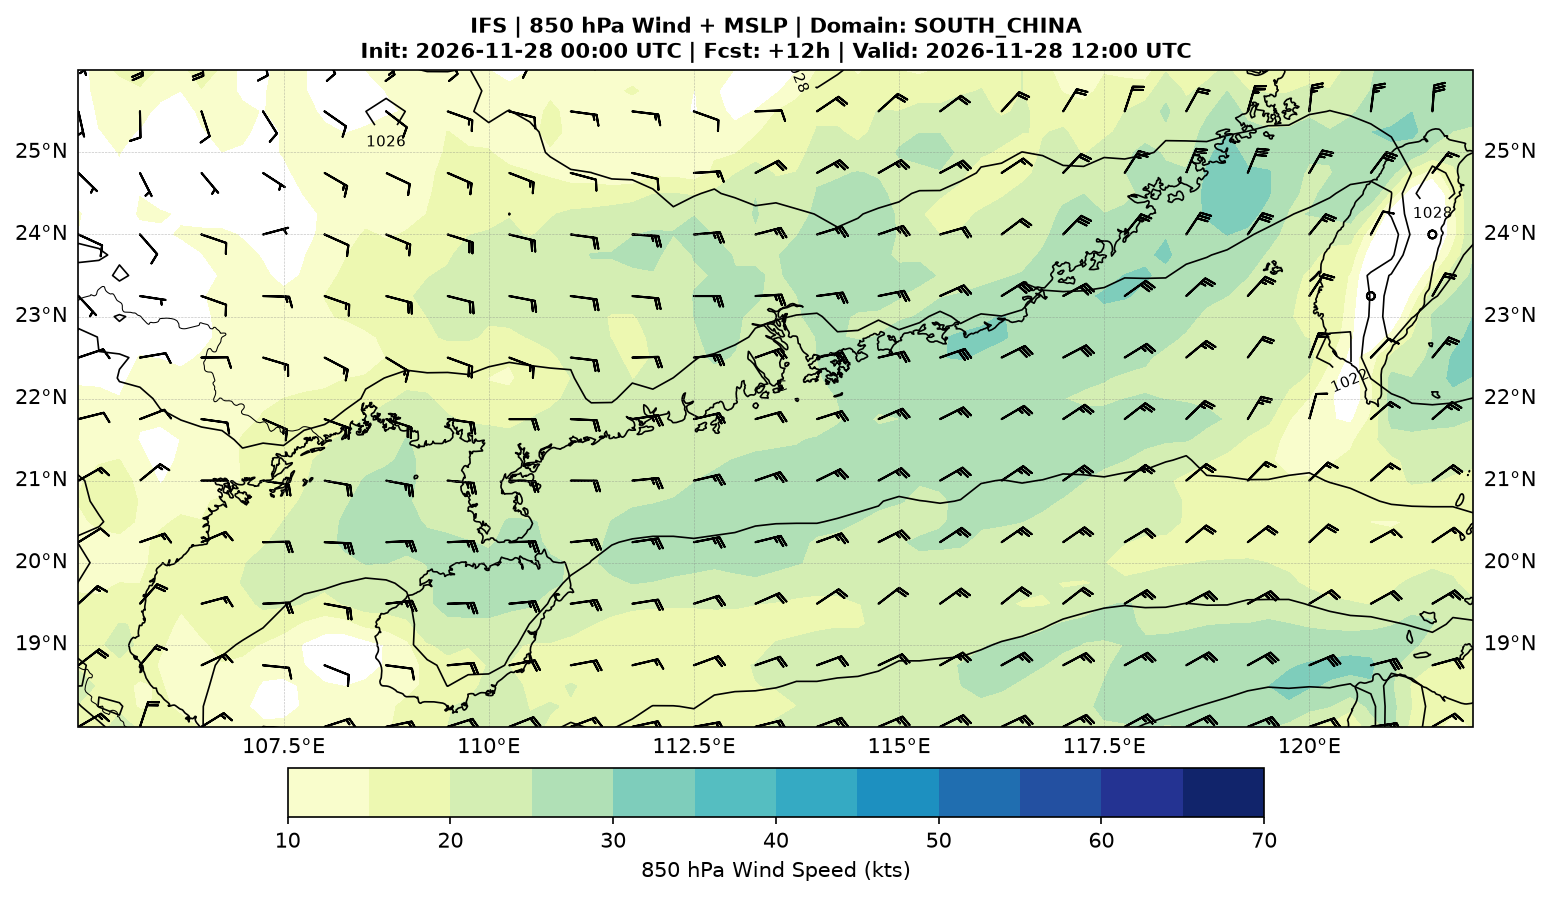 IFS | 850 hPa Wind + MSLP | Domain: SOUTH_CHINA
Init: 2026-11-28 00:00 UTC | Fcst: +12h | Valid: 2026-11-28 12:00 UTC
28
1026
25°N 25°N
1028
24°N 24°N
23°N 23°N
1022
22°N 22°N
21°N 21°N
20°N 20°N
19°N 19°N
107.5°E 110°E 112.5°E 115°E 117.5°E 120°E
10 20 30 40 50 60 70
850 hPa Wind Speed (kts)